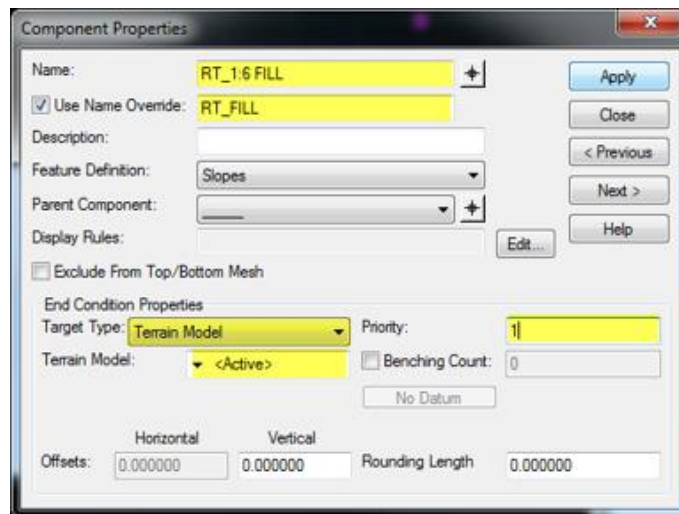 Component Properties
Name: RT_1:6 FILL Apply
Use Name Override: RT_FILL Close
Description: < Previous
Feature Definition: Slopes
Parent Component: Next >
Display Rules: Edit... Help
Exclude From Top/Bottom Mesh
End Condition Properties
Target Type: Terrain Model Priority: 1
Terrain Model: <Active> Benching Count: 0
No Datum
Horizontal Vertical
Offsets: 0.000000 0.000000 Rounding Length 0.000000